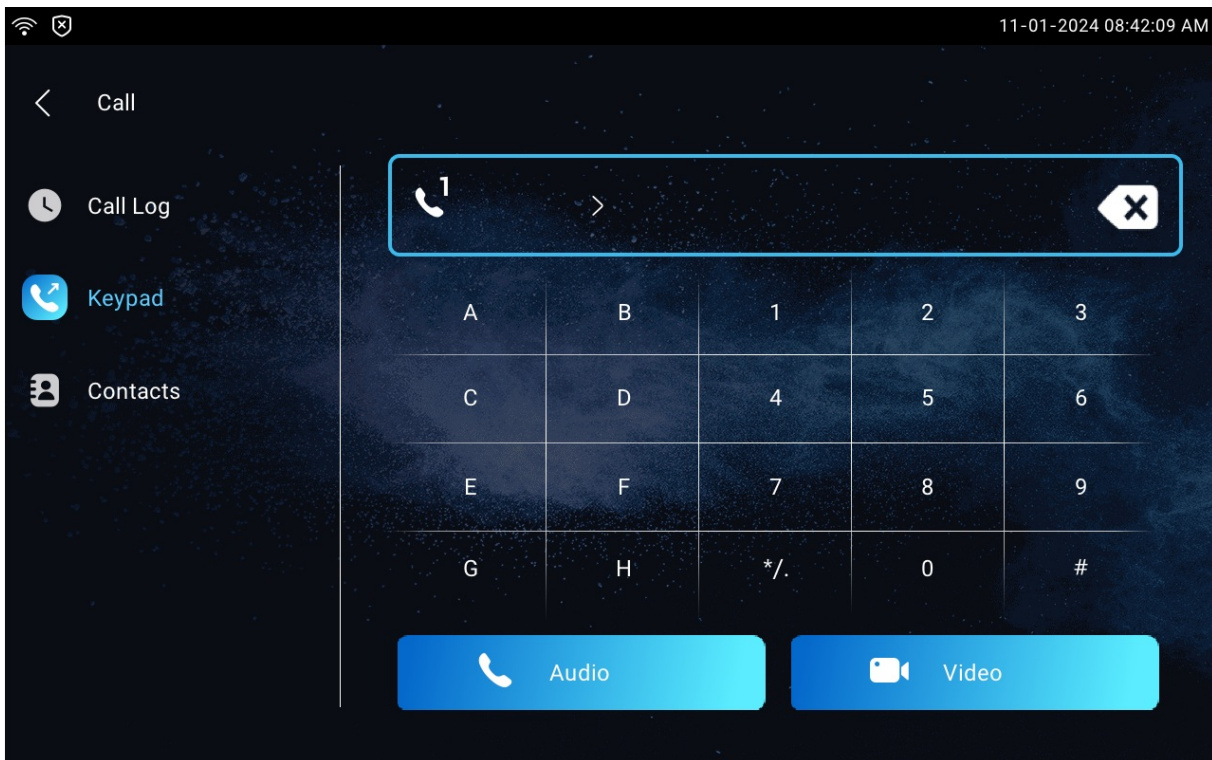 11-01-2024 08:42:09 AM
Call
Call Log
Keypad
Contacts
1
>
A B 1 2 3
C D 4 5 6
E F 7 8 9
G H */. 0 #
Audio
Video